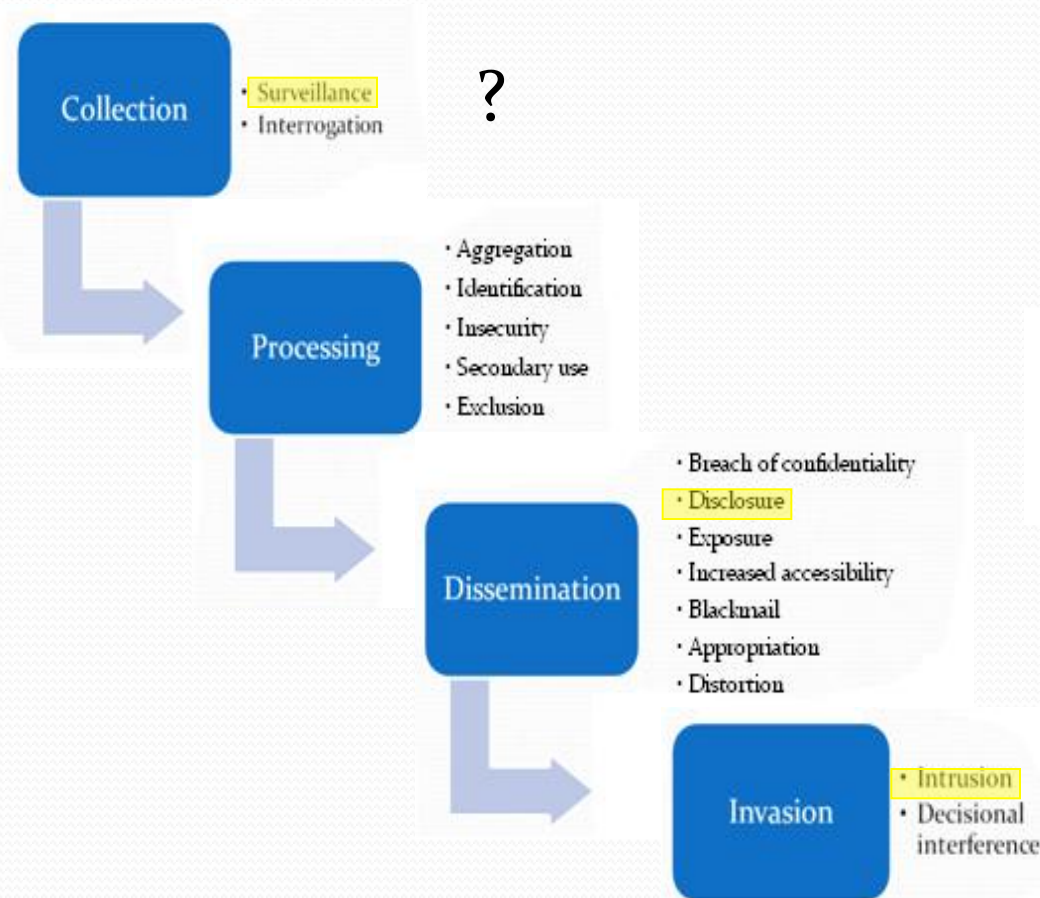 Collection
• Surveillance
• Interrogation
?
Processing
· Aggregation
· Identification
· Insecurity
· Secondary use
· Exclusion
Dissemination
· Breach of confidentiality
· Disclosure
· Exposure
· Increased accessibility
· Blackmail
· Appropriation
· Distortion
Invasion
• Intrusion
• Decisional
interference